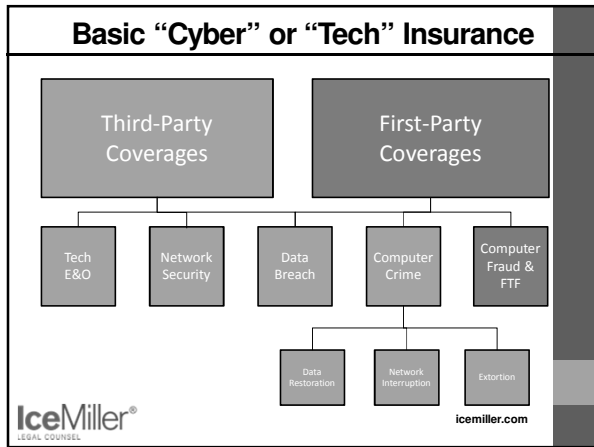 Basic “Cyber” or “Tech” Insurance
Third-Party
Coverages
First-Party
Coverages
Tech
E&O
Network
Security
Data
Breach
Computer
Crime
Computer
Fraud &
FTF
Data
Restoration
Network
Interruption
Extortion
IceMiller®
LEGAL COUNSEL
icemiller.com